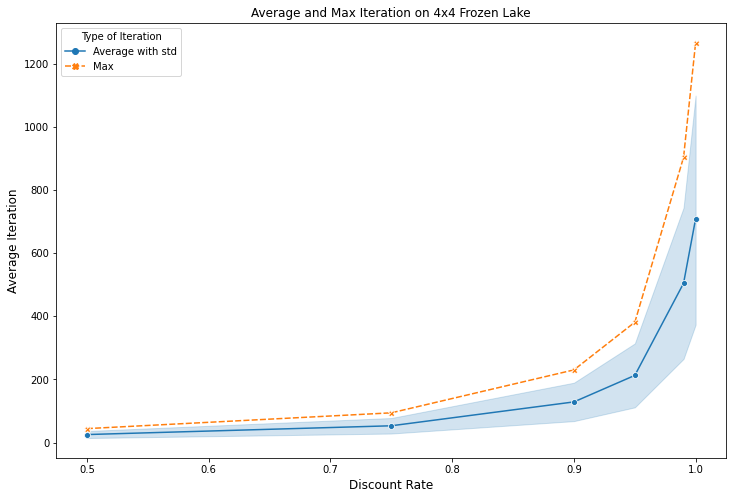 Average and Max Iteration on 4x4 Frozen Lake
Type of Iteration
Average with std
Max
Average Iteration
1200
1000
800
600
400
200
0
0.5 0.6 0.7 0.8 0.9 1.0
Discount Rate